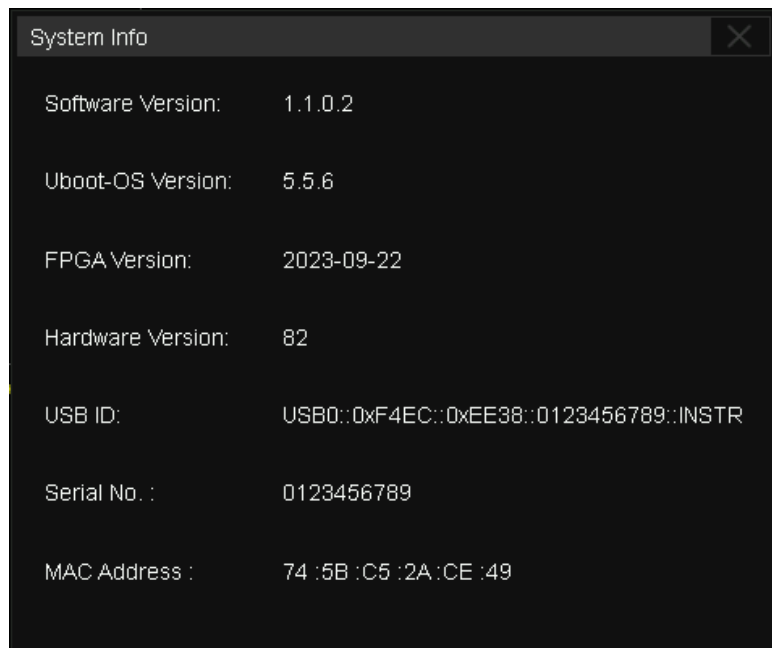 System Info
Software Version: 1.1.0.2
Uboot-OS Version: 5.5.6
FPGA Version: 2023-09-22
Hardware Version: 82
USB ID: USB0::0xF4EC::0xEE38::0123456789::INSTR
Serial No. : 0123456789
MAC Address : 74 :5B :C5 :2A :CE :49